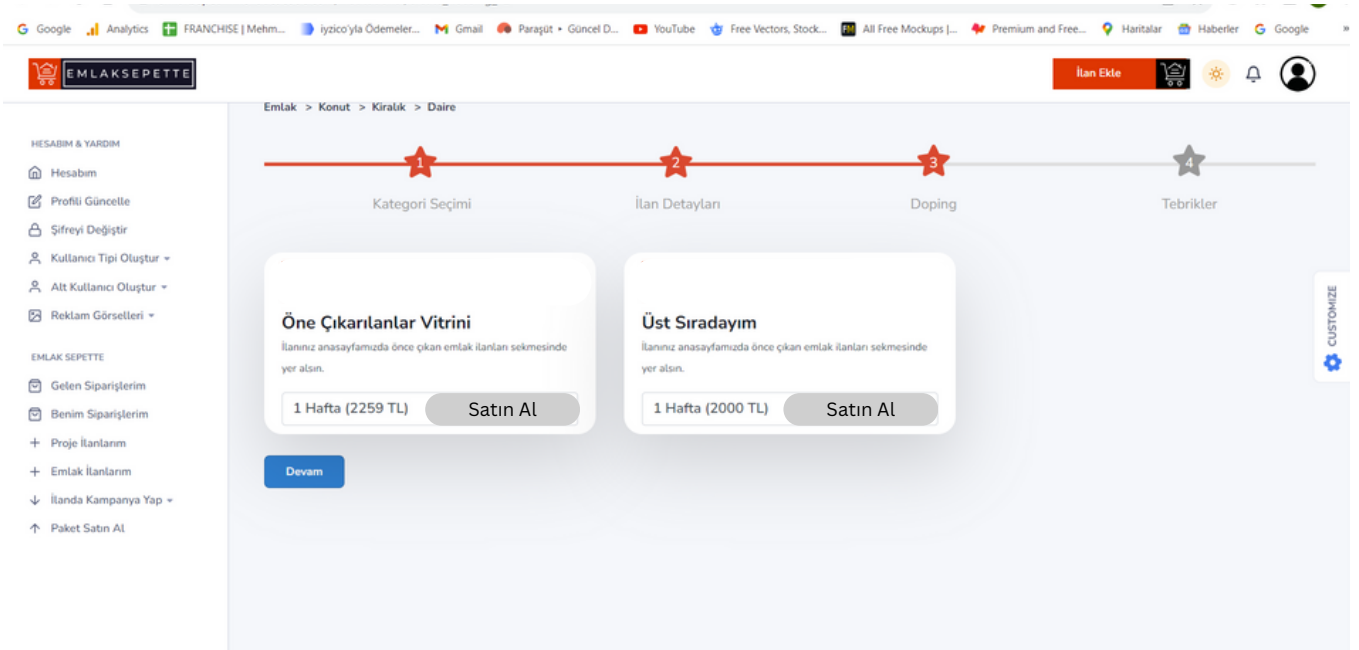 Google Analytics FRANCHISE | Mehm... iyzico'yla Ödemeler... Gmail Paraşüt • Güncel D... YouTube Free Vectors, Stock... All Free Mockups |... Premium and Free... Haritalar Haberler Google »
EMLAKSEPETTE
İlan Ekle
Emlak > Konut > Kiralık > Daire
HESABIM & YARDIM
Hesabım
Profili Güncelle
Şifreyi Değiştir
Kullanıcı Tipi Oluştur
Alt Kullanıcı Oluştur
Reklam Görselleri
EMLAK SEPETTE
Gelen Siparişlerim
Benim Siparişlerim
Proje İlanlarım
Emlak İlanlarım
İlanda Kampanya Yap
Paket Satın Al
1 2 3 4
Kategori Seçimi İlan Detayları Doping Tebrikler
Öne Çıkarılanlar Vitrini
İlanınız anasayfamızda önce çıkan emlak ilanları sekmesinde
yer alsın.
1 Hafta (2259 TL) Satın Al
Üst Sıradayım
İlanınız anasayfamızda önce çıkan emlak ilanları sekmesinde
yer alsın.
1 Hafta (2000 TL) Satın Al
Devam
CUSTOMIZE